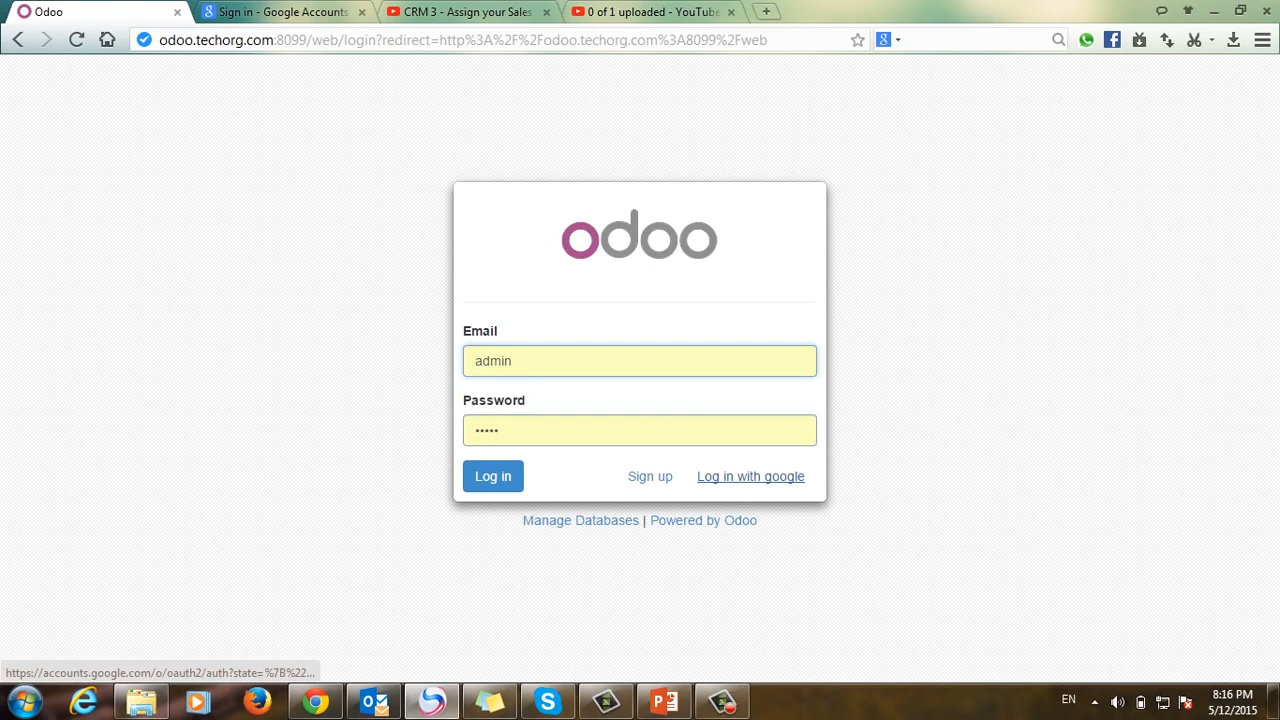 Odoo
Sign in - Google Accounts
CRM 3 - Assign your Sales
0 of 1 uploaded - YouTube
odoo.techorg.com:8099/web/login?redirect=http%3A%2F%2Fodoo.techorg.com%3A8099%2Fweb
odoo
Email
admin
Password
•••••
Log in
Sign up
Log in with google
Manage Databases | Powered by Odoo
https://accounts.google.com/o/oauth2/auth?state=%7B%22...
EN
8:16 PM
5/12/2015